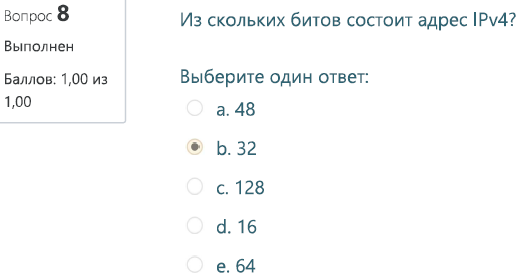 Вопрос 8
Выполнен
Баллов: 1,00 из
1,00
Из скольких битов состоит адрес IPv4?
Выберите один ответ:
a. 48
b. 32
c. 128
d. 16
e. 64